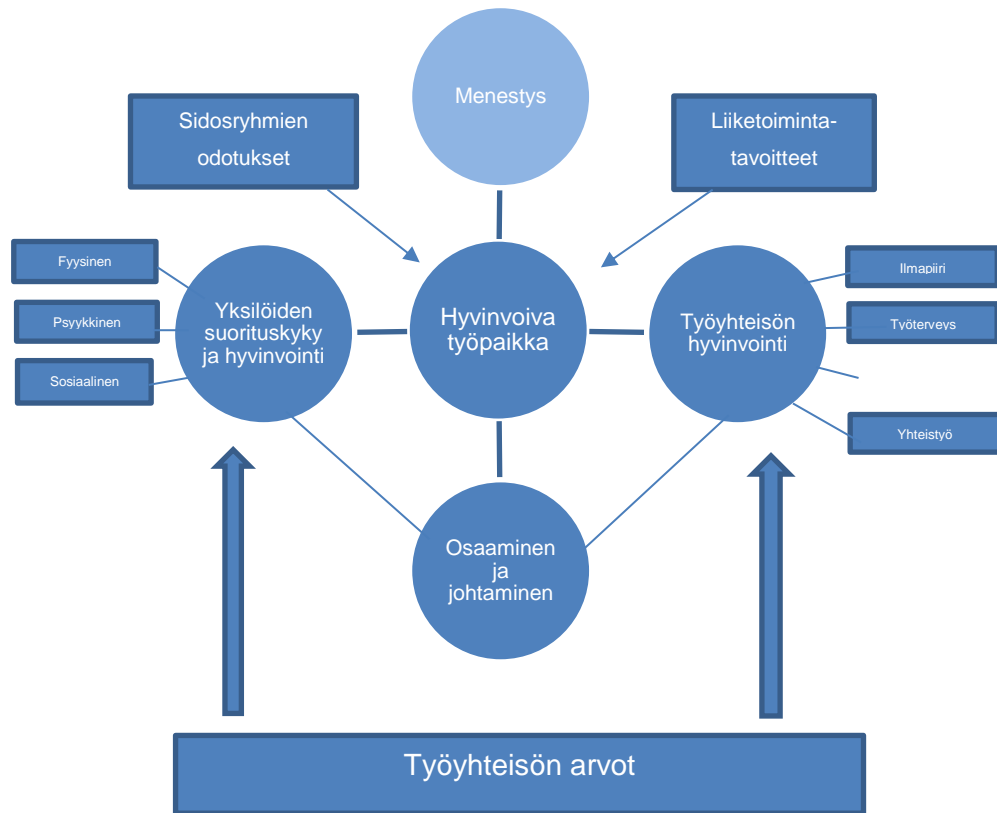 Menestys
Sidosryhmien
odotukset
Liiketoiminta-
tavoitteet
Fyysinen
Psyykkinen
Sosiaalinen
Yksilöiden
suorituskyky
ja hyvinvointi
Hyvinvoiva
työpaikka
Työyhteisön
hyvinvointi
Ilmapiiri
Työterveys
Yhteistyö
Osaaminen
ja
johtaminen
Työyhteisön arvot